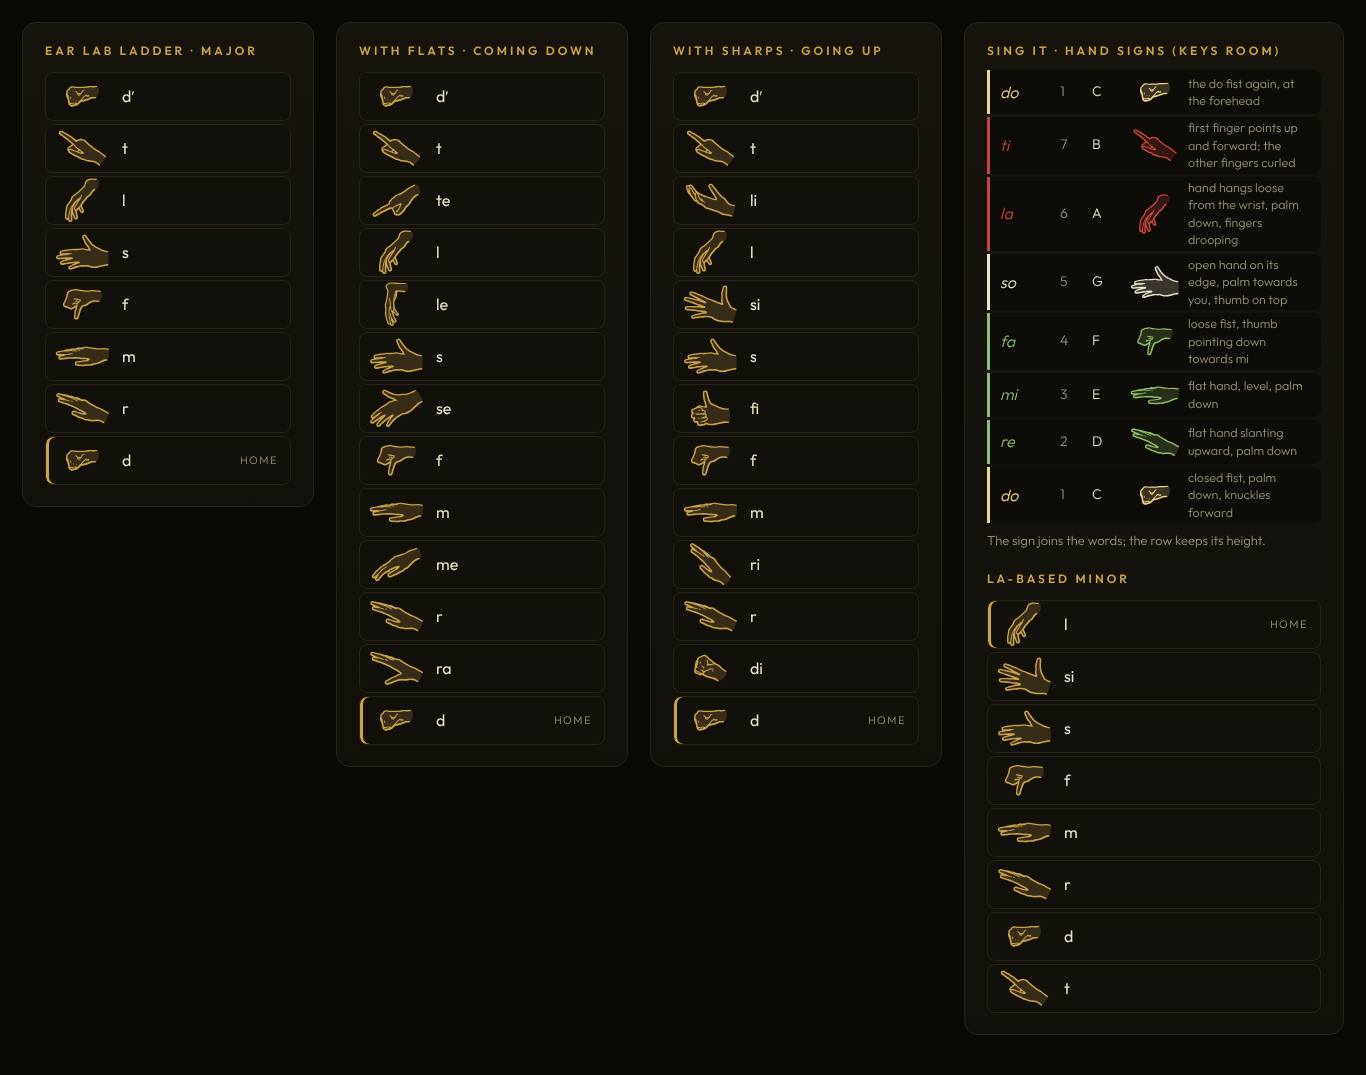 EAR LAB LADDER · MAJOR
d'
t
l
s
f
m
r
d HOME
WITH FLATS · COMING DOWN
d'
t
te
l
le
s
se
f
m
me
r
ra
d HOME
WITH SHARPS · GOING UP
d'
t
li
l
si
s
fi
f
m
ri
r
di
d HOME
SING IT · HAND SIGNS (KEYS ROOM)
do 1 C the do fist again, at
the forehead
ti 7 B first finger points up
and forward; the
other fingers curled
la 6 A hand hangs loose
from the wrist, palm
down, fingers
drooping
so 5 G open hand on its
edge, palm towards
you, thumb on top
fa 4 F loose fist, thumb
pointing down
towards mi
mi 3 E flat hand, level, palm
down
re 2 D flat hand slanting
upward, palm down
do 1 C closed fist, palm
down, knuckles
forward
The sign joins the words; the row keeps its height.
LA-BASED MINOR
l HOME
si
s
f
m
r
d
t